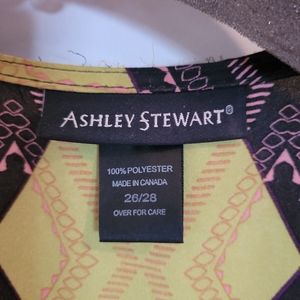 ASHLEY STEWART®
100% POLYESTER
MADE IN CANADA
26/28
OVER FOR CARE